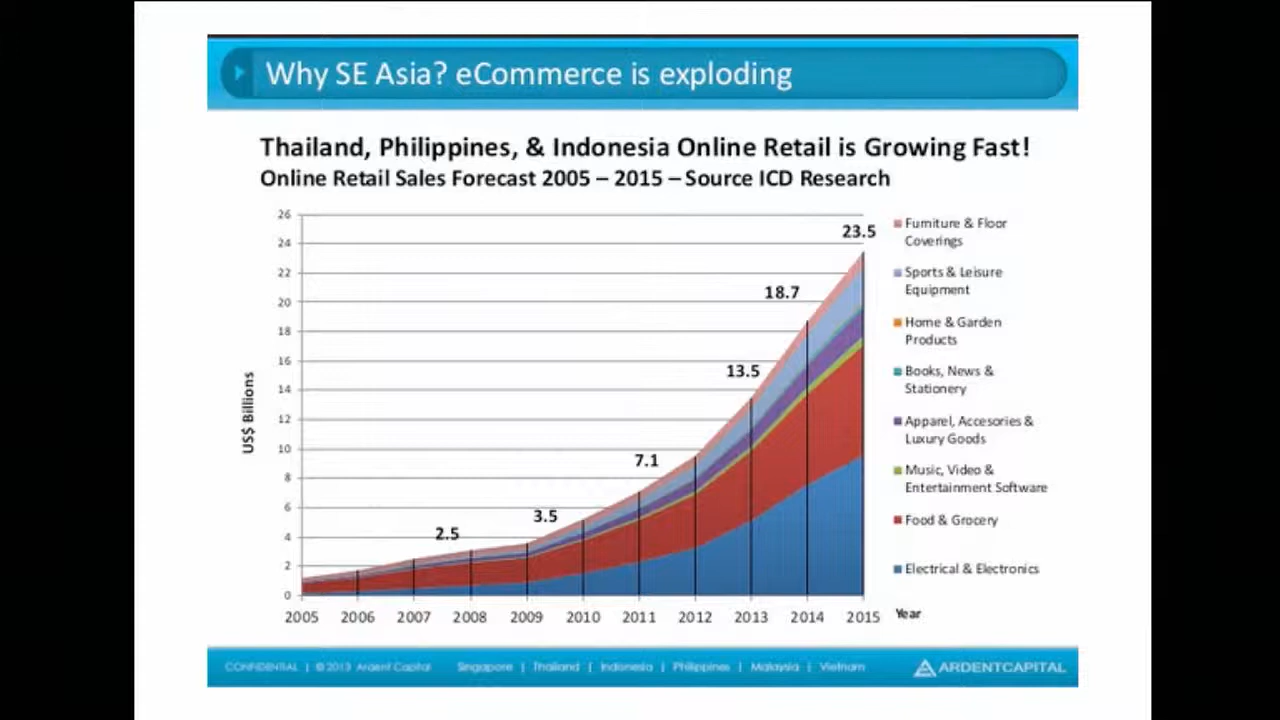 Why SE Asia? eCommerce is exploding
Thailand, Philippines, & Indonesia Online Retail is Growing Fast!
Online Retail Sales Forecast 2005 – 2015 – Source ICD Research
US$ Billions
26
24
22
20
18
16
14
12
10
8
6
4
2
0
2.5
3.5
7.1
13.5
18.7
23.5
2005 2006 2007 2008 2009 2010 2011 2012 2013 2014 2015
Year
Furniture & Floor
Coverings
Sports & Leisure
Equipment
Home & Garden
Products
Books, News &
Stationery
Apparel, Accesories &
Luxury Goods
Music, Video &
Entertainment Software
Food & Grocery
Electrical & Electronics
CONFIDENTIAL | © 2013 Ardent Capital Singapore | Thailand | Indonesia | Philippines | Malaysia | Vietnam ARDENTCAPITAL